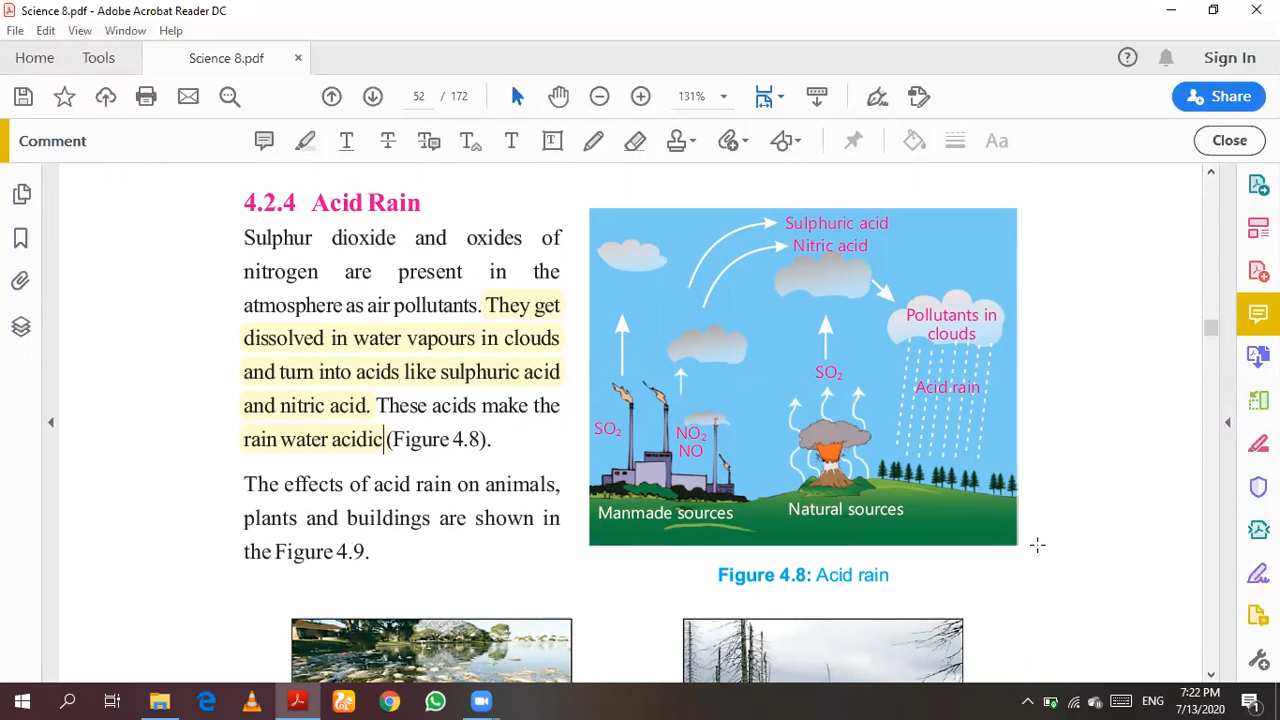 Science 8.pdf - Adobe Acrobat Reader DC
File Edit View Window Help
Home Tools Science 8.pdf × Sign In
52 / 172 131% Share
Comment Close
4.2.4 Acid Rain
Sulphur dioxide and oxides of
nitrogen are present in the
atmosphere as air pollutants. They get
dissolved in water vapours in clouds
and turn into acids like sulphuric acid
and nitric acid. These acids make the
rain water acidic (Figure 4.8).
The effects of acid rain on animals,
plants and buildings are shown in
the Figure 4.9.
Sulphuric acid
Nitric acid
Pollutants in
clouds
SO₂
Acid rain
SO₂
NO₂
NO
Manmade sources
Natural sources
Figure 4.8: Acid rain
ENG
7:22 PM
7/13/2020